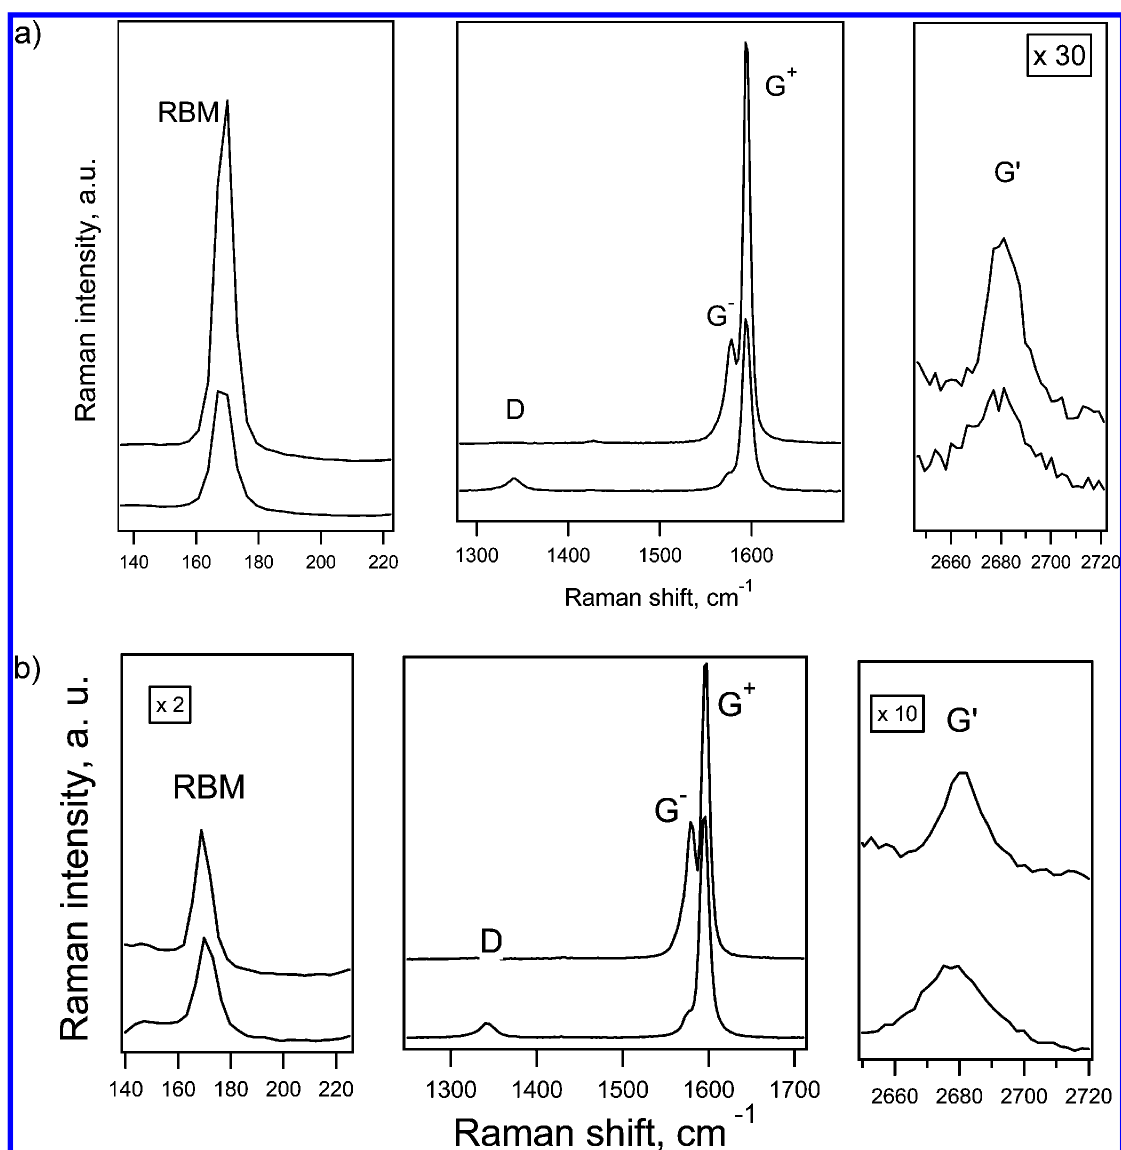 a)
x 30
RBM
G+
G'
Raman intensity, a.u.
G-
D
140 160 180 200 220
1300 1400 1500 1600
2660 2680 2700 2720
Raman shift, cm-1
b)
x 2
RBM
G+
x 10
G'
Raman intensity, a. u.
G-
D
140 160 180 200 220
1300 1400 1500 1600 1700
2660 2680 2700 2720
Raman shift, cm-1